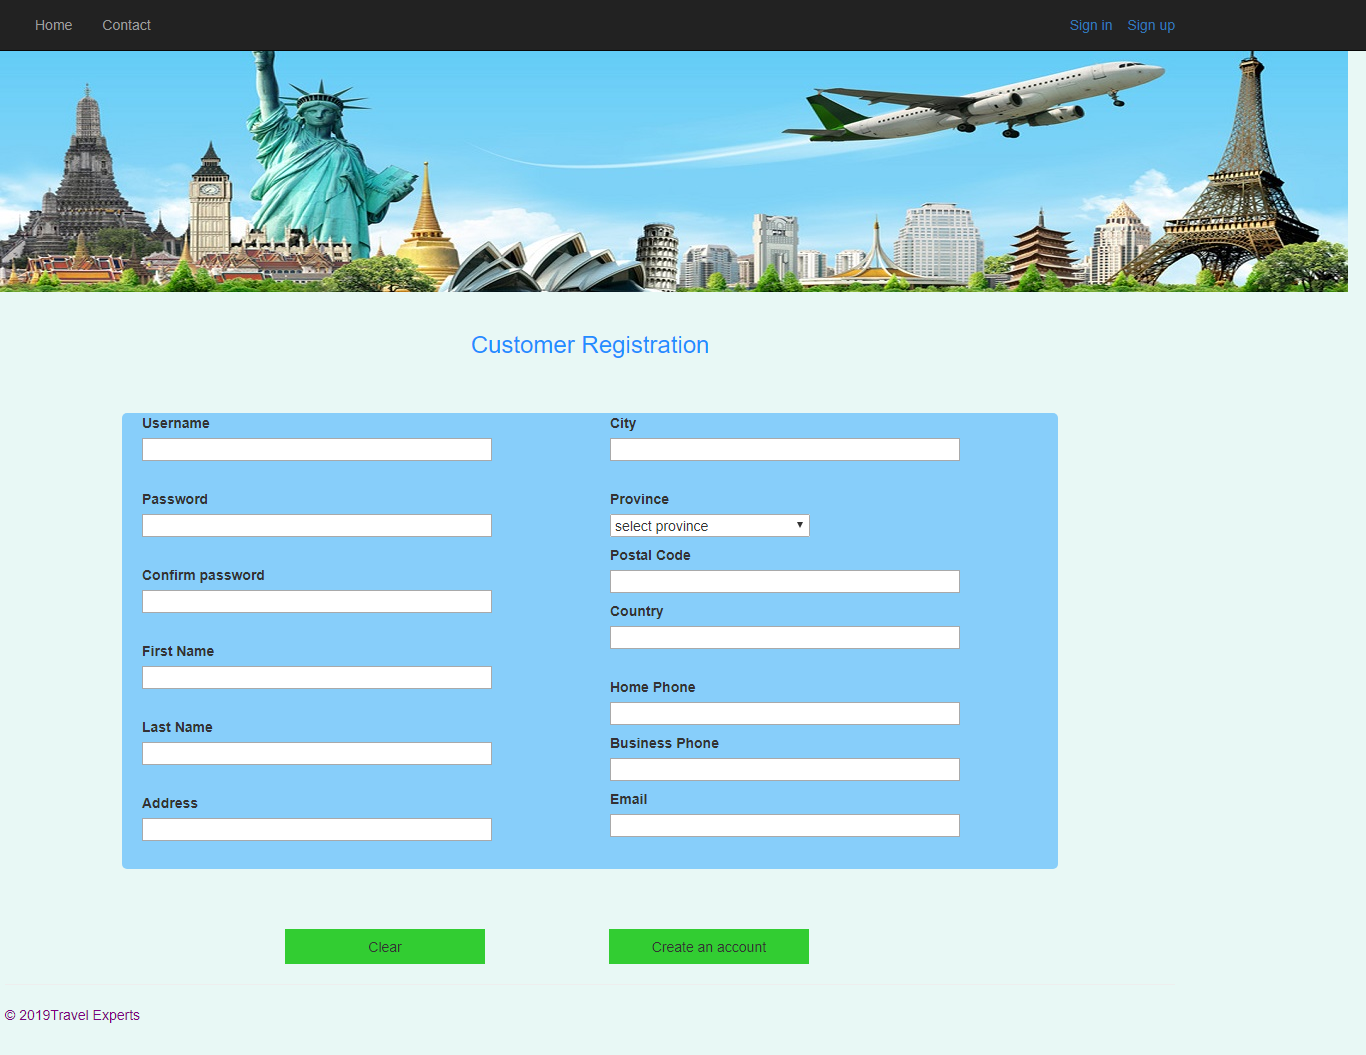 Home Contact Sign in Sign up
Customer Registration
Username
Password
Confirm password
First Name
Last Name
Address
City
Province
select province
Postal Code
Country
Home Phone
Business Phone
Email
Clear Create an account
© 2019Travel Experts